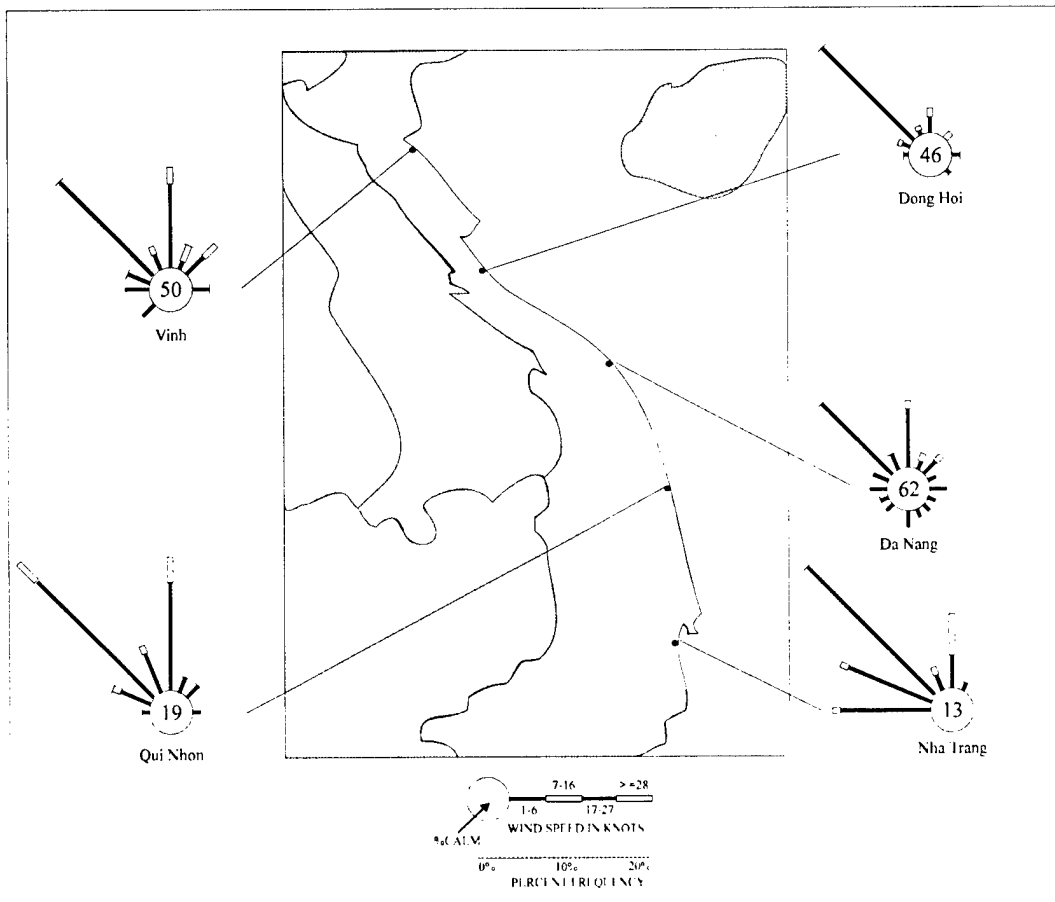 46
Dong Hoi
50
Vinh
62
Da Nang
19
Qui Nhon
13
Nha Trang
7-16 >=28
1-6 17-27
WIND SPEED IN KNOTS
%CALM
0% 10% 20%
PERCENT FREQUENCY